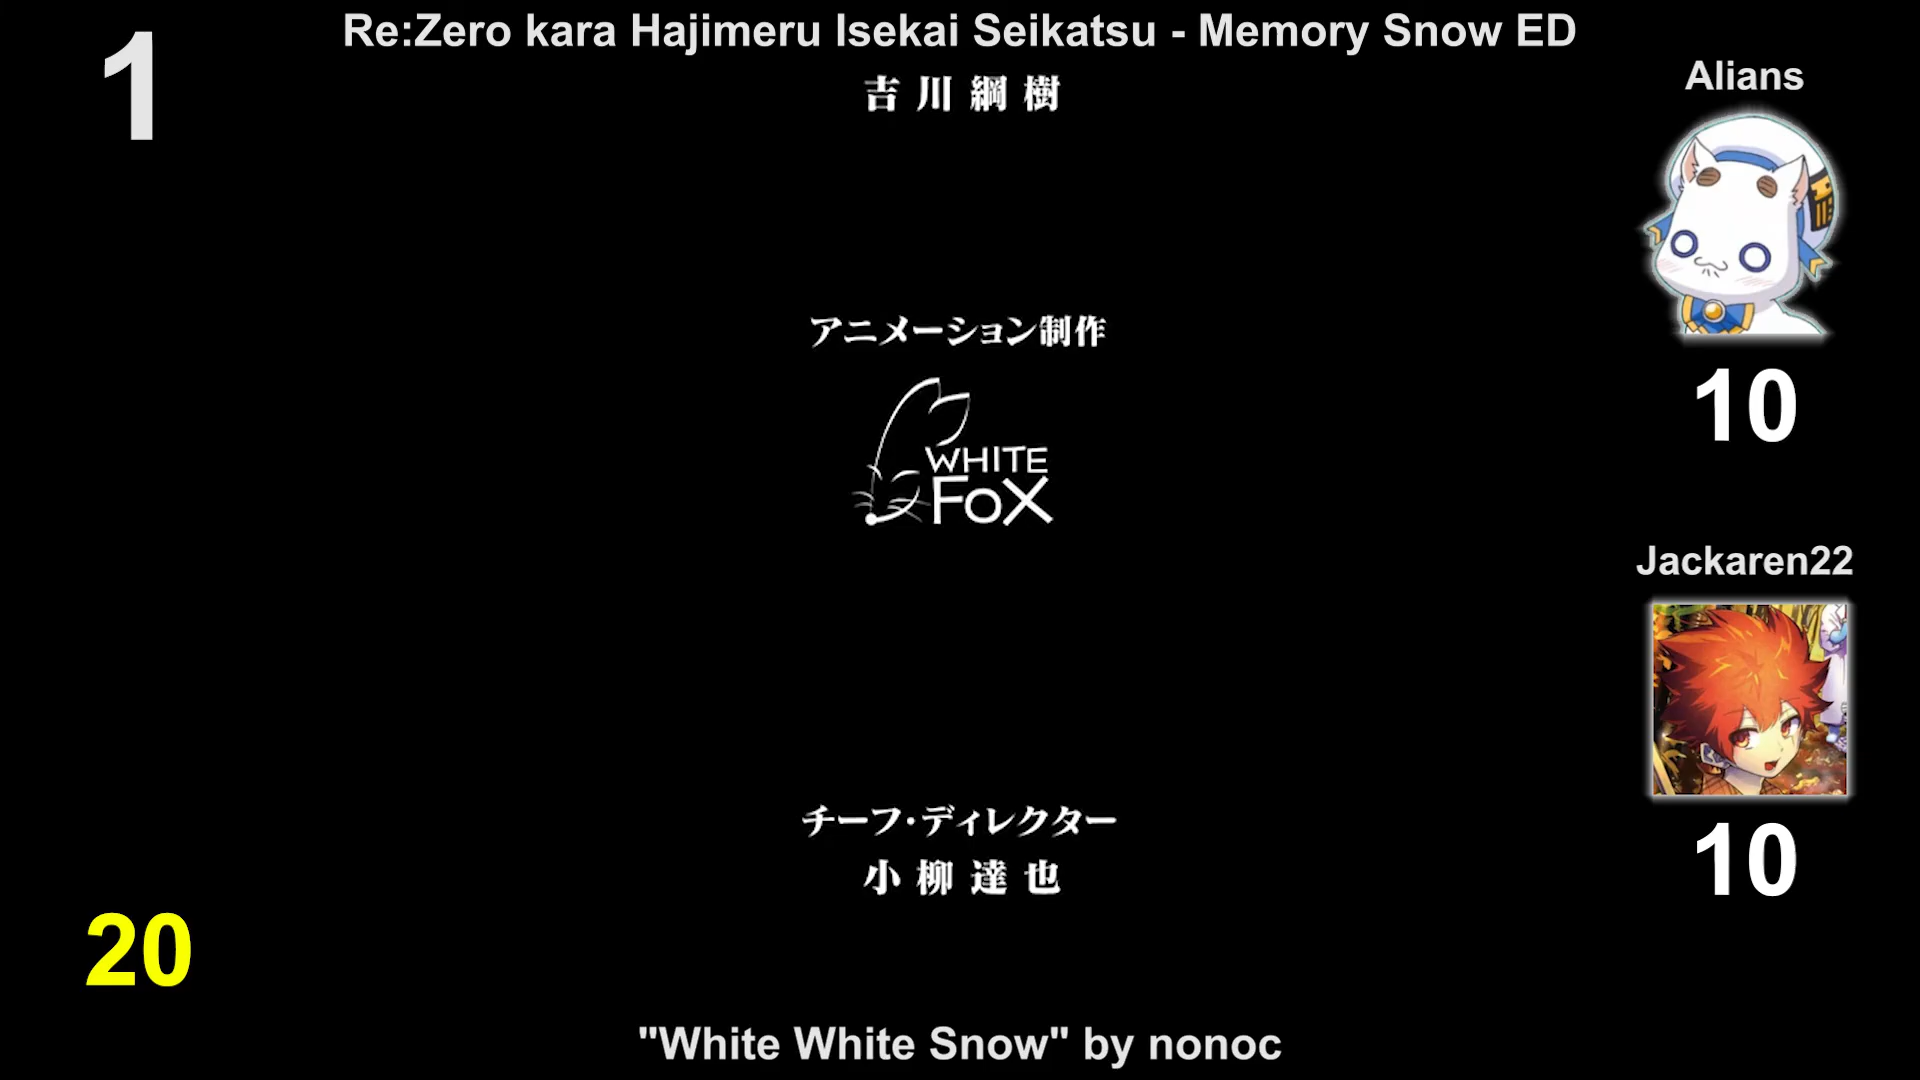 1
Re:Zero kara Hajimeru Isekai Seikatsu - Memory Snow ED
吉川綱樹
アニメーション制作
WHITE
FOX
チーフ・ディレクター
小柳達也
Alians
10
Jackaren22
10
20
"White White Snow" by nonoc